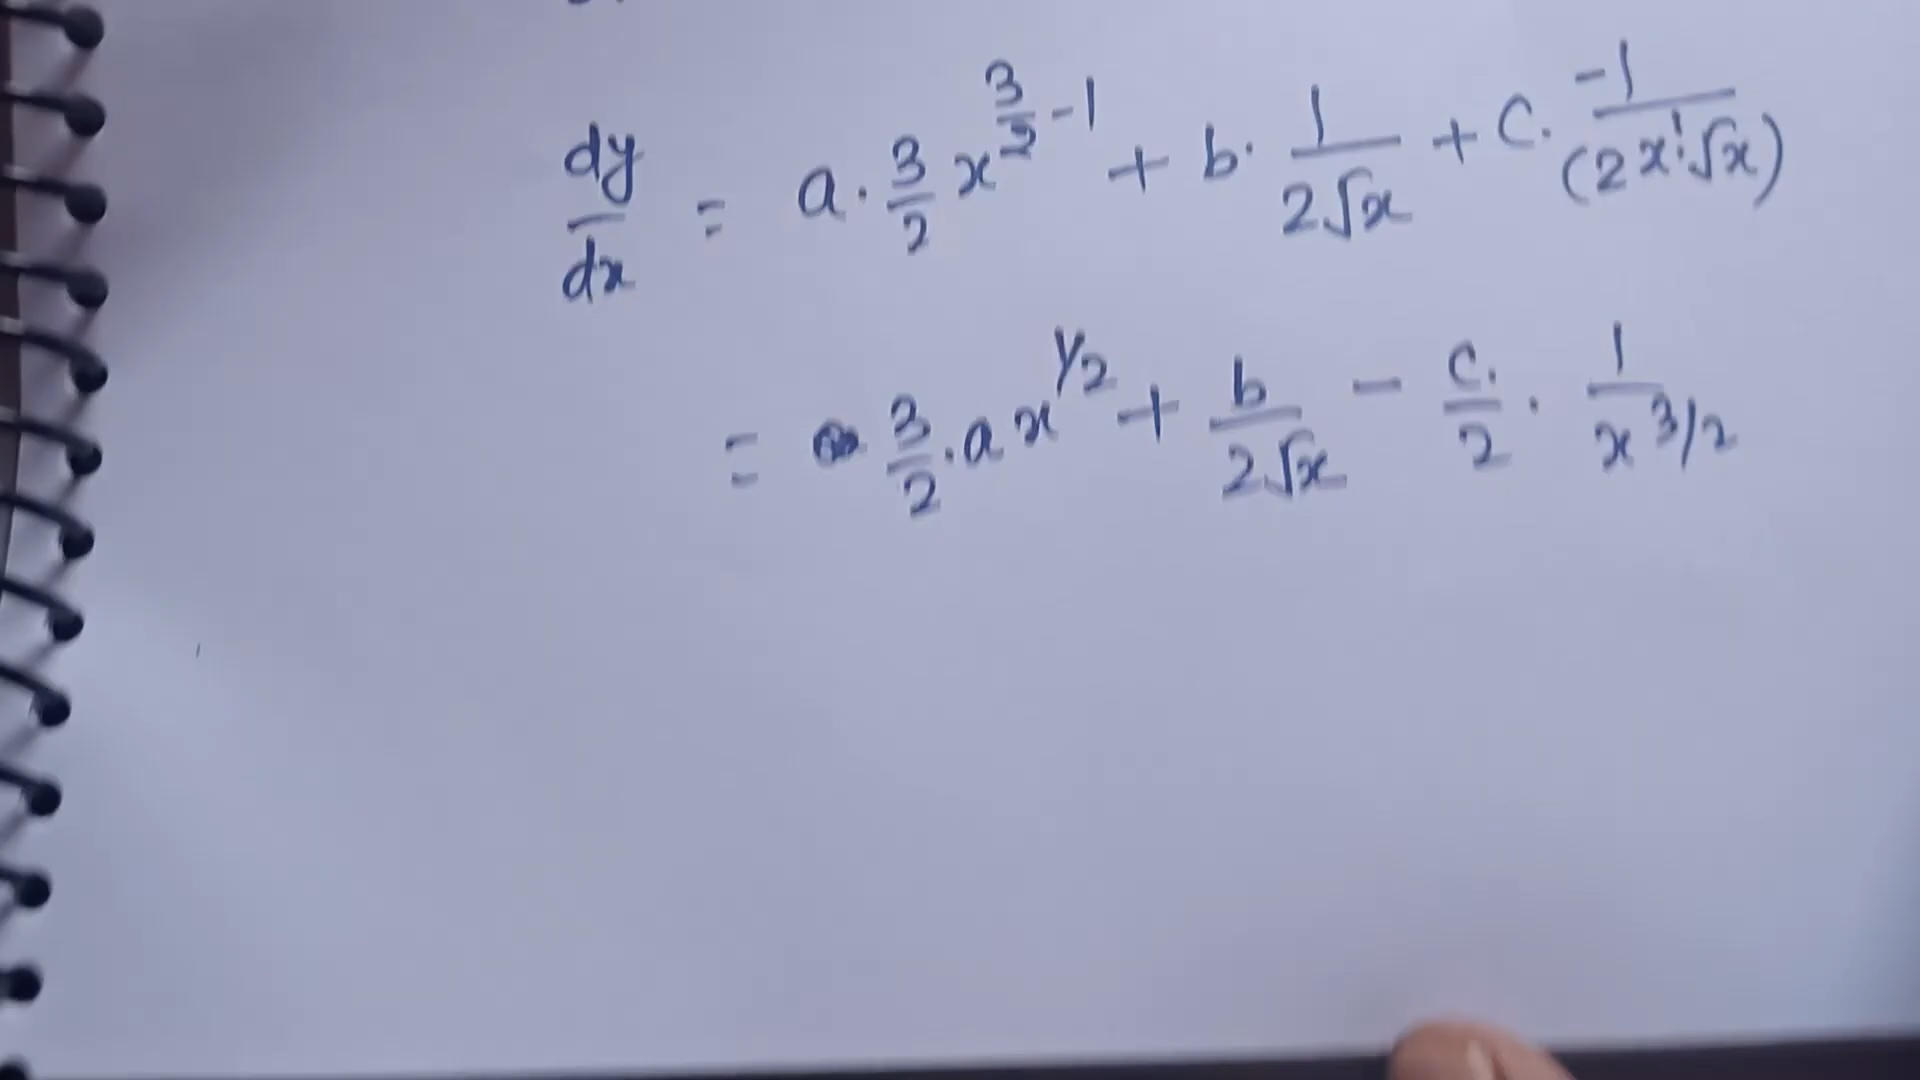 dy/dx = a · 3/2 x^(3/2 - 1) + b · 1/(2√x) + c · -1/(2x¹√x)
= 3/2 · a x^(1/2) + b/(2√x) - c/2 · 1/x^(3/2)